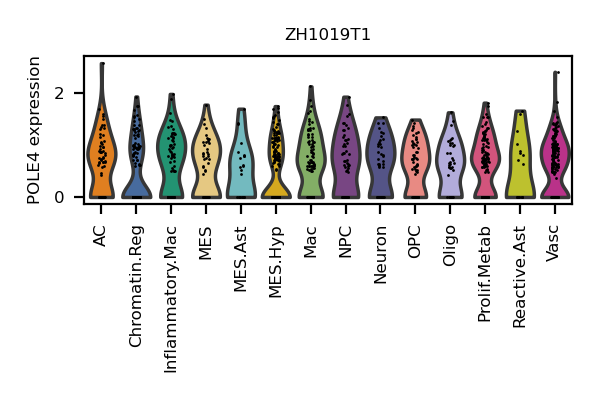 ZH1019T1
POLE4 expression
2
0
AC
Chromatin.Reg
Inflammatory.Mac
MES
MES.Ast
MES.Hyp
Mac
NPC
Neuron
OPC
Oligo
Prolif.Metab
Reactive.Ast
Vasc